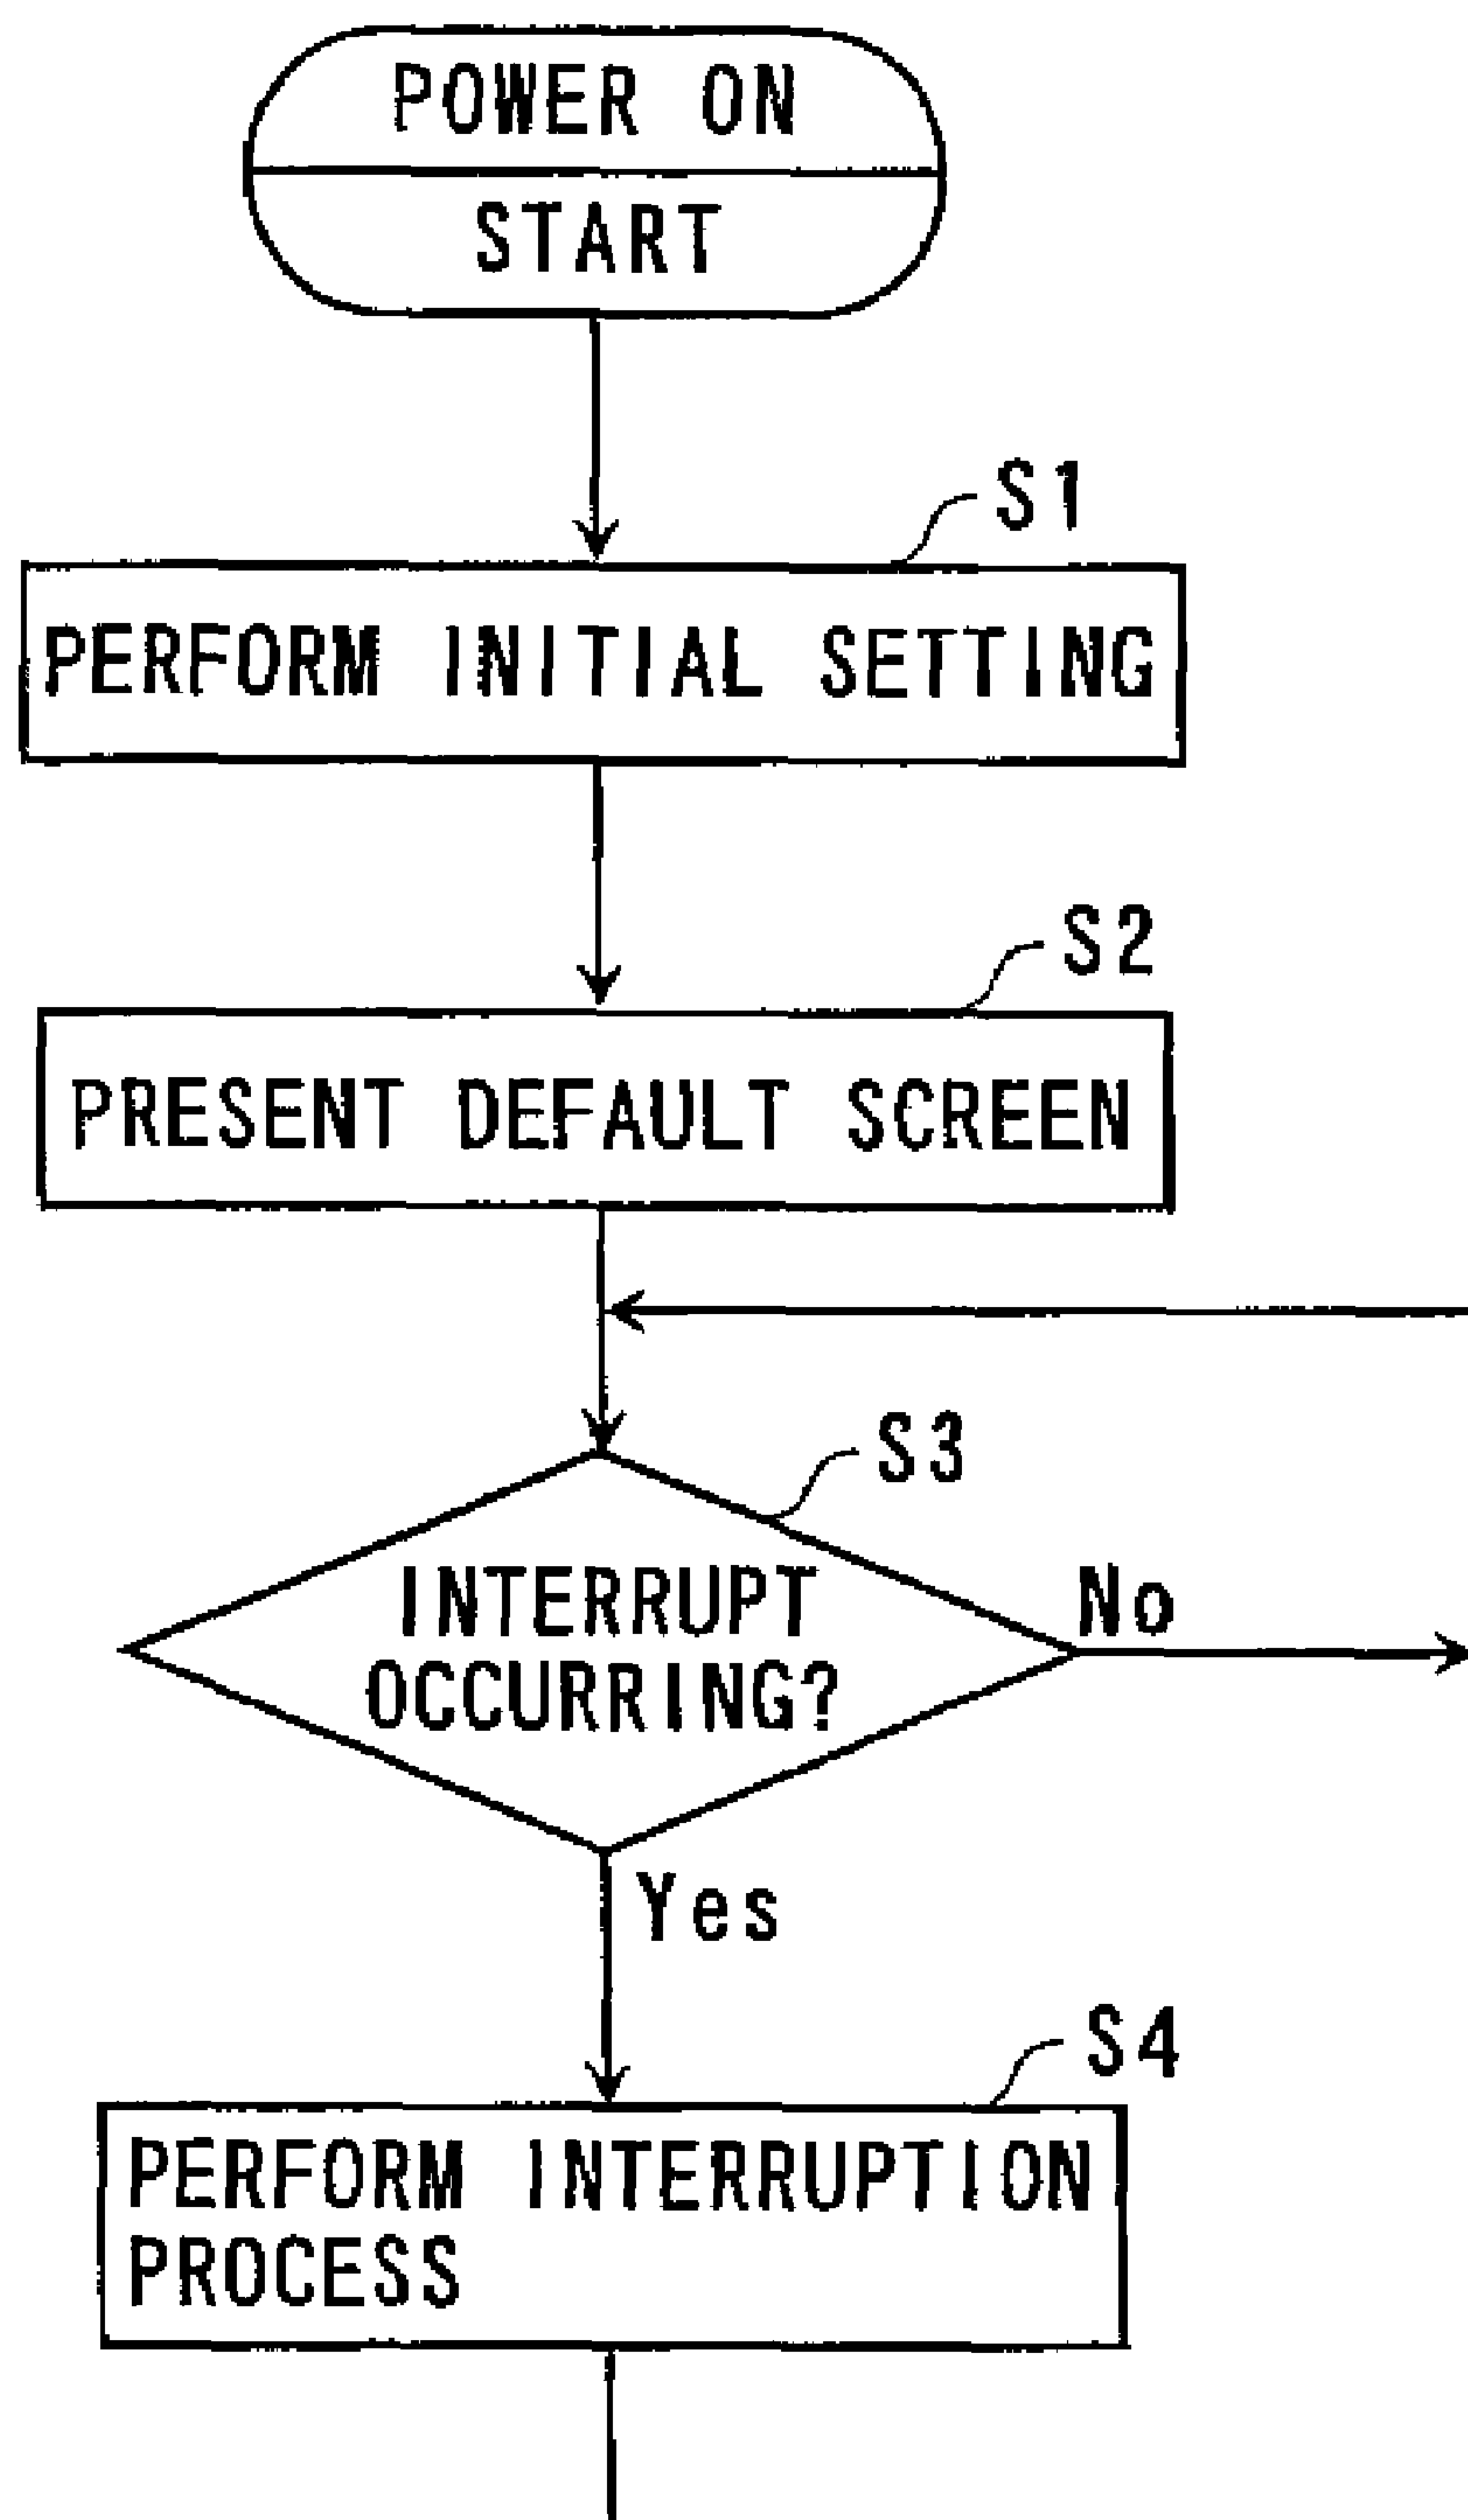 POWER ON
START
S1
PERFORM INITIAL SETTING
S2
PRESENT DEFAULT SCREEN
S3
INTERRUPT
OCCURRING?
No
Yes
S4
PERFORM INTERRUPTION
PROCESS